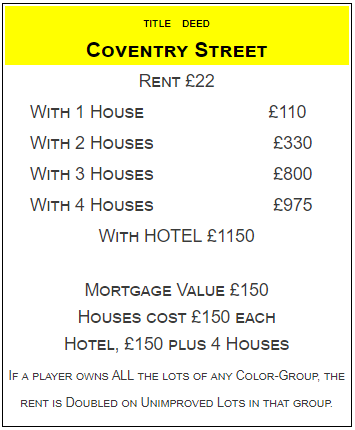 TITLE DEED
COVENTRY STREET
RENT £22
WITH 1 HOUSE £110
WITH 2 HOUSES £330
WITH 3 HOUSES £800
WITH 4 HOUSES £975
WITH HOTEL £1150
MORTGAGE VALUE £150
HOUSES COST £150 EACH
HOTEL, £150 PLUS 4 HOUSES
IF A PLAYER OWNS ALL THE LOTS OF ANY COLOR-GROUP, THE
RENT IS DOUBLED ON UNIMPROVED LOTS IN THAT GROUP.